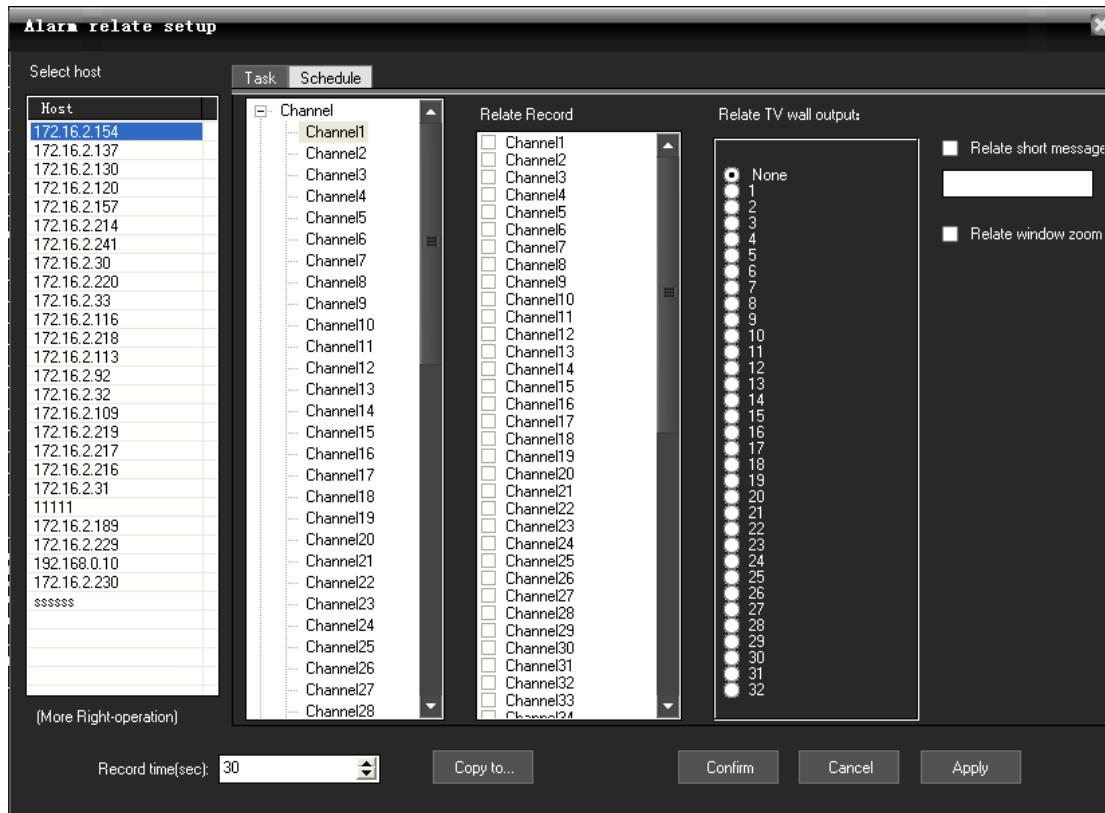 Alarm relate setup
Select host
Task
Schedule
Host
172.16.2.154
172.16.2.137
172.16.2.130
172.16.2.120
172.16.2.157
172.16.2.214
172.16.2.241
172.16.2.30
172.16.2.220
172.16.2.33
172.16.2.116
172.16.2.218
172.16.2.113
172.16.2.92
172.16.2.32
172.16.2.109
172.16.2.219
172.16.2.217
172.16.2.216
172.16.2.31
11111
172.16.2.189
172.16.2.229
192.168.0.10
172.16.2.230
ssssss
(More Right-operation)
Channel
Channel1
Channel2
Channel3
Channel4
Channel5
Channel6
Channel7
Channel8
Channel9
Channel10
Channel11
Channel12
Channel13
Channel14
Channel15
Channel16
Channel17
Channel18
Channel19
Channel20
Channel21
Channel22
Channel23
Channel24
Channel25
Channel26
Channel27
Channel28
Relate Record
Channel1
Channel2
Channel3
Channel4
Channel5
Channel6
Channel7
Channel8
Channel9
Channel10
Channel11
Channel12
Channel13
Channel14
Channel15
Channel16
Channel17
Channel18
Channel19
Channel20
Channel21
Channel22
Channel23
Channel24
Channel25
Channel26
Channel27
Channel28
Channel29
Channel30
Channel31
Channel32
Channel33
Channel34
Relate TV wall output:
None
1
2
3
4
5
6
7
8
9
10
11
12
13
14
15
16
17
18
19
20
21
22
23
24
25
26
27
28
29
30
31
32
Relate short message
Relate window zoom
Record time(sec): 30
Copy to...
Confirm
Cancel
Apply